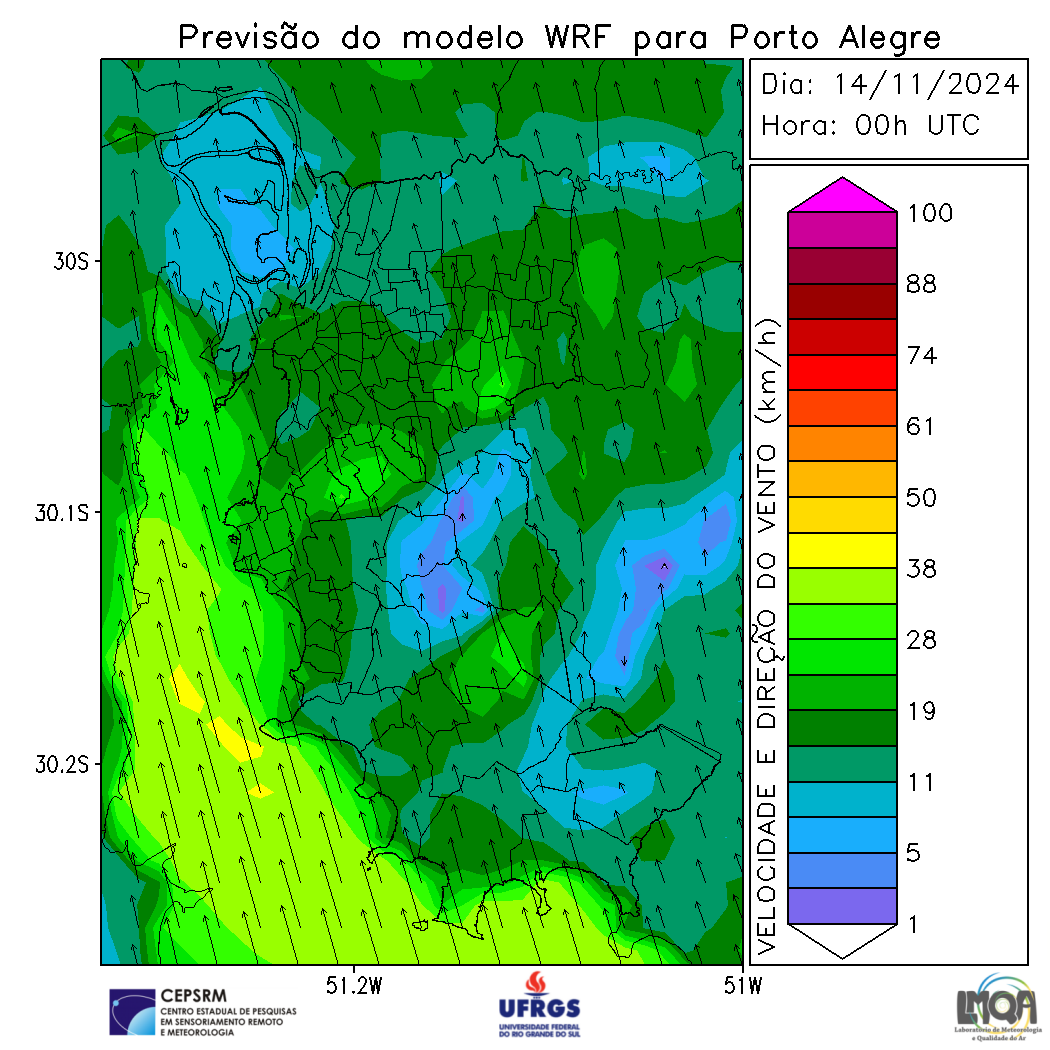 Previsão do modelo WRF para Porto Alegre
Dia: 14/11/2024
Hora: 00h UTC
30S
30.1S
30.2S
51.2W
51W
VELOCIDADE E DIREÇÃO DO VENTO (km/h)
100
88
74
61
50
38
28
19
11
5
1
CEPSRM
CENTRO ESTADUAL DE PESQUISAS
EM SENSORIAMENTO REMOTO
E METEOROLOGIA
UFRGS
UNIVERSIDADE FEDERAL
DO RIO GRANDE DO SUL
LMQA
Laboratório de Meteorologia
e Qualidade do Ar